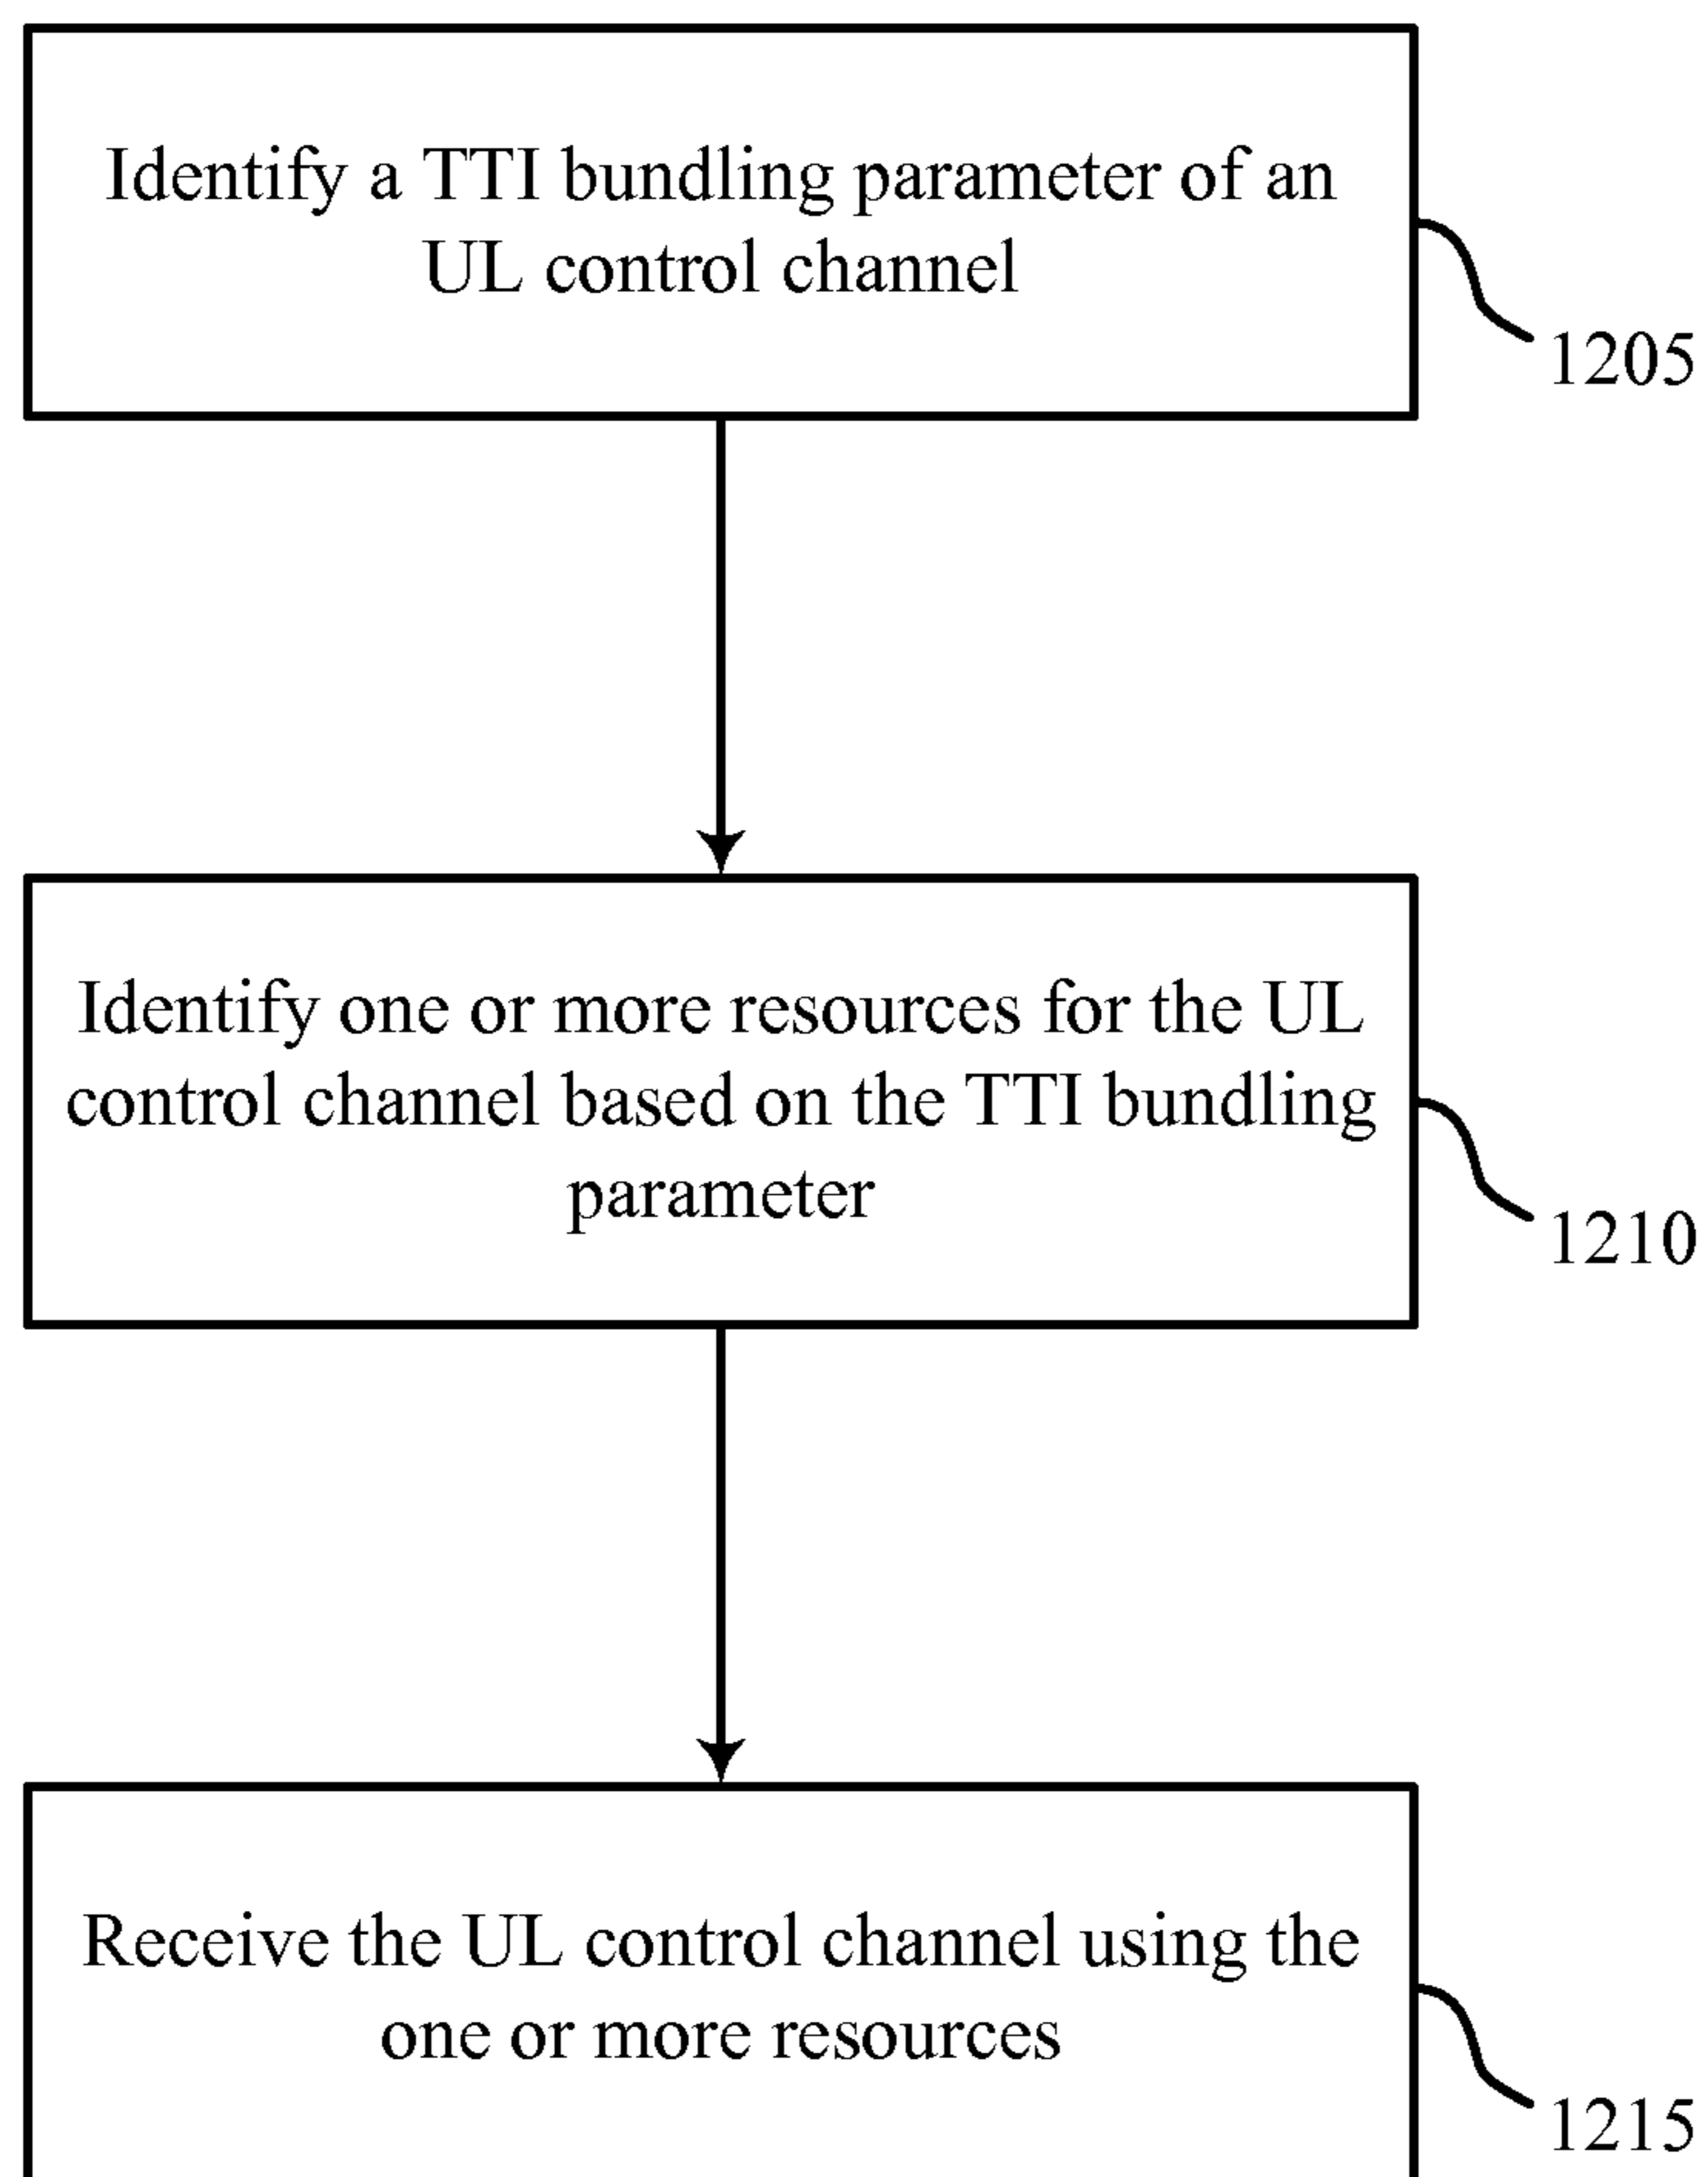 Identify a TTI bundling parameter of an
UL control channel
1205
Identify one or more resources for the UL
control channel based on the TTI bundling
parameter
1210
Receive the UL control channel using the
one or more resources
1215